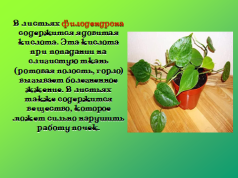 В листьях филодендрона
содержится ядовитая
кислота. Эта кислота
при попадании на
слизистую ткань
(ротовая полость, горло)
вызывает болезненное
жжение. В листьях
также содержится
вещество, которое
может сильно нарушить
работу почек.